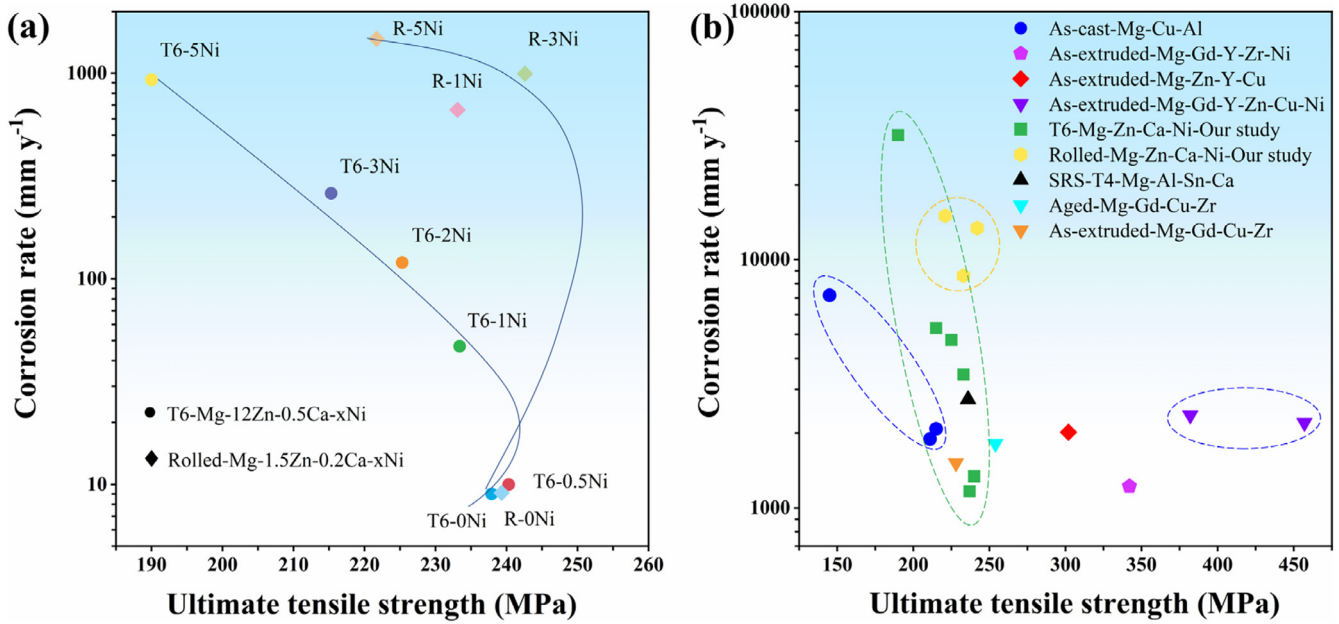 (a)
Corrosion rate (mm y⁻¹)
1000
100
10
T6-5Ni
R-5Ni
R-3Ni
R-1Ni
T6-3Ni
T6-2Ni
T6-1Ni
T6-Mg-12Zn-0.5Ca-xNi
Rolled-Mg-1.5Zn-0.2Ca-xNi
T6-0.5Ni
T6-0Ni
R-0Ni
190 200 210 220 230 240 250 260
Ultimate tensile strength (MPa)
(b)
Corrosion rate (mm y⁻¹)
100000
10000
1000
As-cast-Mg-Cu-Al
As-extruded-Mg-Gd-Y-Zr-Ni
As-extruded-Mg-Zn-Y-Cu
As-extruded-Mg-Gd-Y-Zn-Cu-Ni
T6-Mg-Zn-Ca-Ni-Our study
Rolled-Mg-Zn-Ca-Ni-Our study
SRS-T4-Mg-Al-Sn-Ca
Aged-Mg-Gd-Cu-Zr
As-extruded-Mg-Gd-Cu-Zr
150 200 250 300 350 400 450
Ultimate tensile strength (MPa)